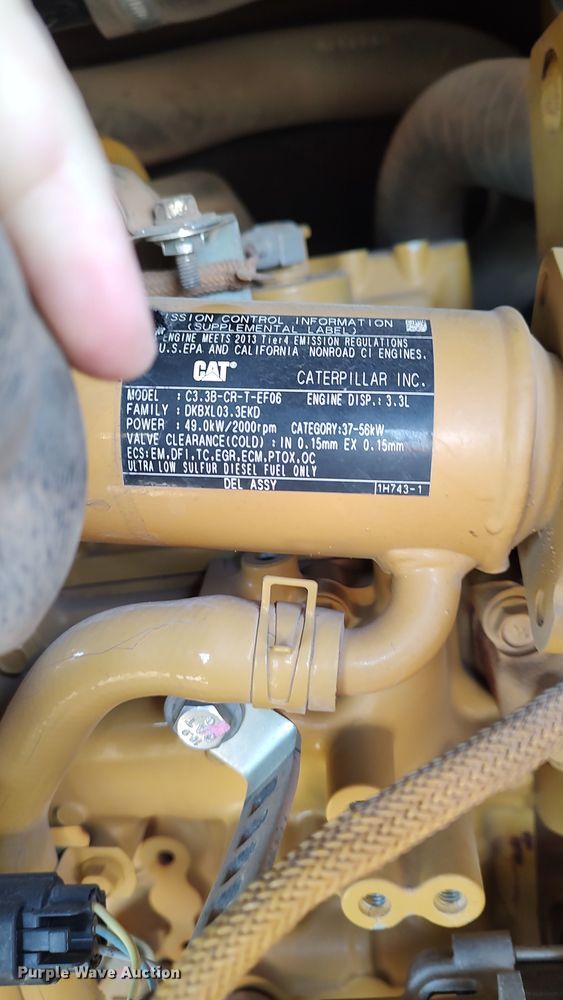 ISSION CONTROL INFORMATION
(SUPPLEMENTAL LABEL)
ENGINE MEETS 2013 Tier4 EMISSION REGULATIONS
U.S.EPA AND CALIFORNIA NONROAD CI ENGINES.
CAT® CATERPILLAR INC.
MODEL : C3.3B-CR-T-EF06 ENGINE DISP.: 3.3L
FAMILY : DKBXL03.3EKD
POWER : 49.0kW/2000rpm CATEGORY:37-56kW
VALVE CLEARANCE(COLD) : IN 0.15mm EX 0.15mm
ECS:EM,DFI,TC,EGR,ECM,PTOX,OC
ULTRA LOW SULFUR DIESEL FUEL ONLY
DEL ASSY 1H743-1
Purple Wave Auction